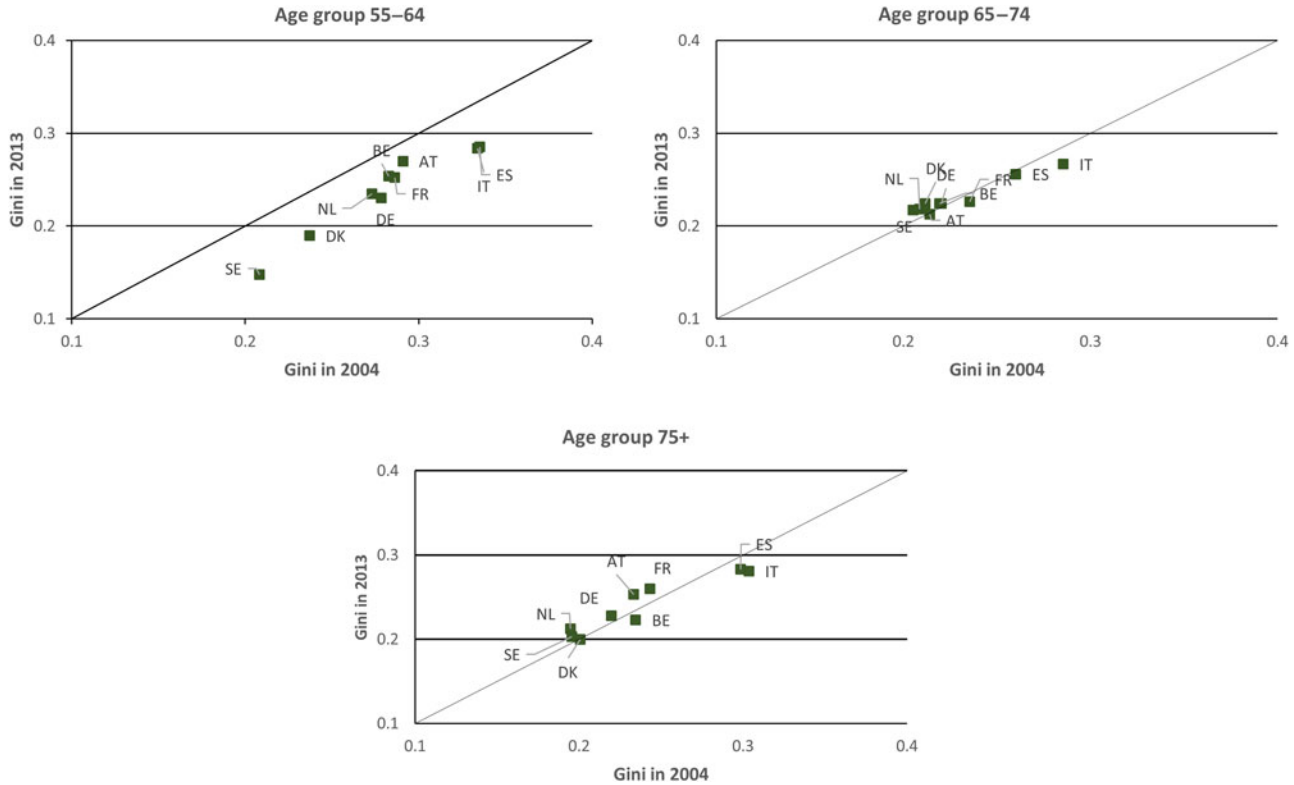 Age group 55–64
0.4
0.3
0.2
0.1
Gini in 2013
BE
AT
FR
IT
ES
NL
DE
DK
SE
0.1
0.2
0.3
0.4
Gini in 2004
Age group 65–74
0.4
0.3
0.2
0.1
Gini in 2013
NL
DK
DE
FR
BE
ES
IT
SE
AT
0.1
0.2
0.3
0.4
Gini in 2004
Age group 75+
0.4
0.3
0.2
0.1
Gini in 2013
ES
IT
AT
FR
DE
BE
NL
SE
DK
0.1
0.2
0.3
0.4
Gini in 2004